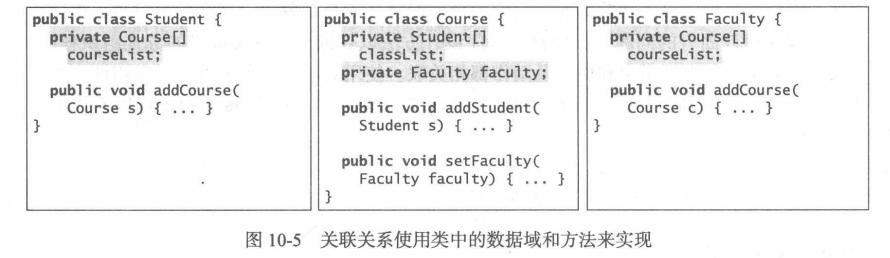 public class Student {
  private Course[]
    courseList;

  public void addCourse(
    Course s) { ... }
}
public class Course {
  private Student[]
    classList;
  private Faculty faculty;

  public void addStudent(
    Student s) { ... }

  public void setFaculty(
    Faculty faculty) { ... }
}
public class Faculty {
  private Course[]
    courseList;

  public void addCourse(
    Course c) { ... }
}
图 10-5 关联关系使用类中的数据域和方法来实现